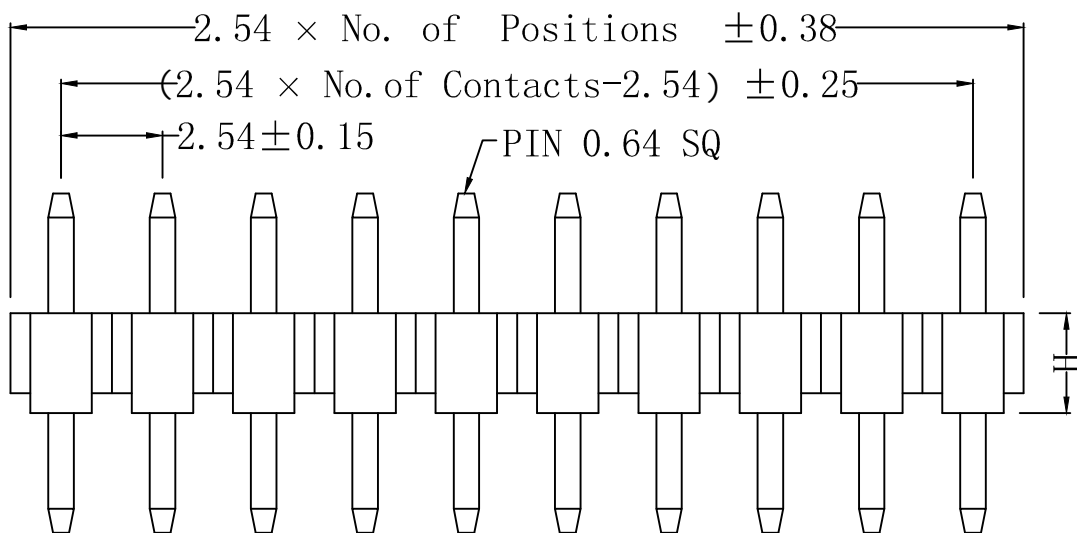 2.54 × No. of Positions ±0.38
(2.54 × No.of Contacts-2.54) ±0.25
2.54±0.15
PIN 0.64 SQ
H